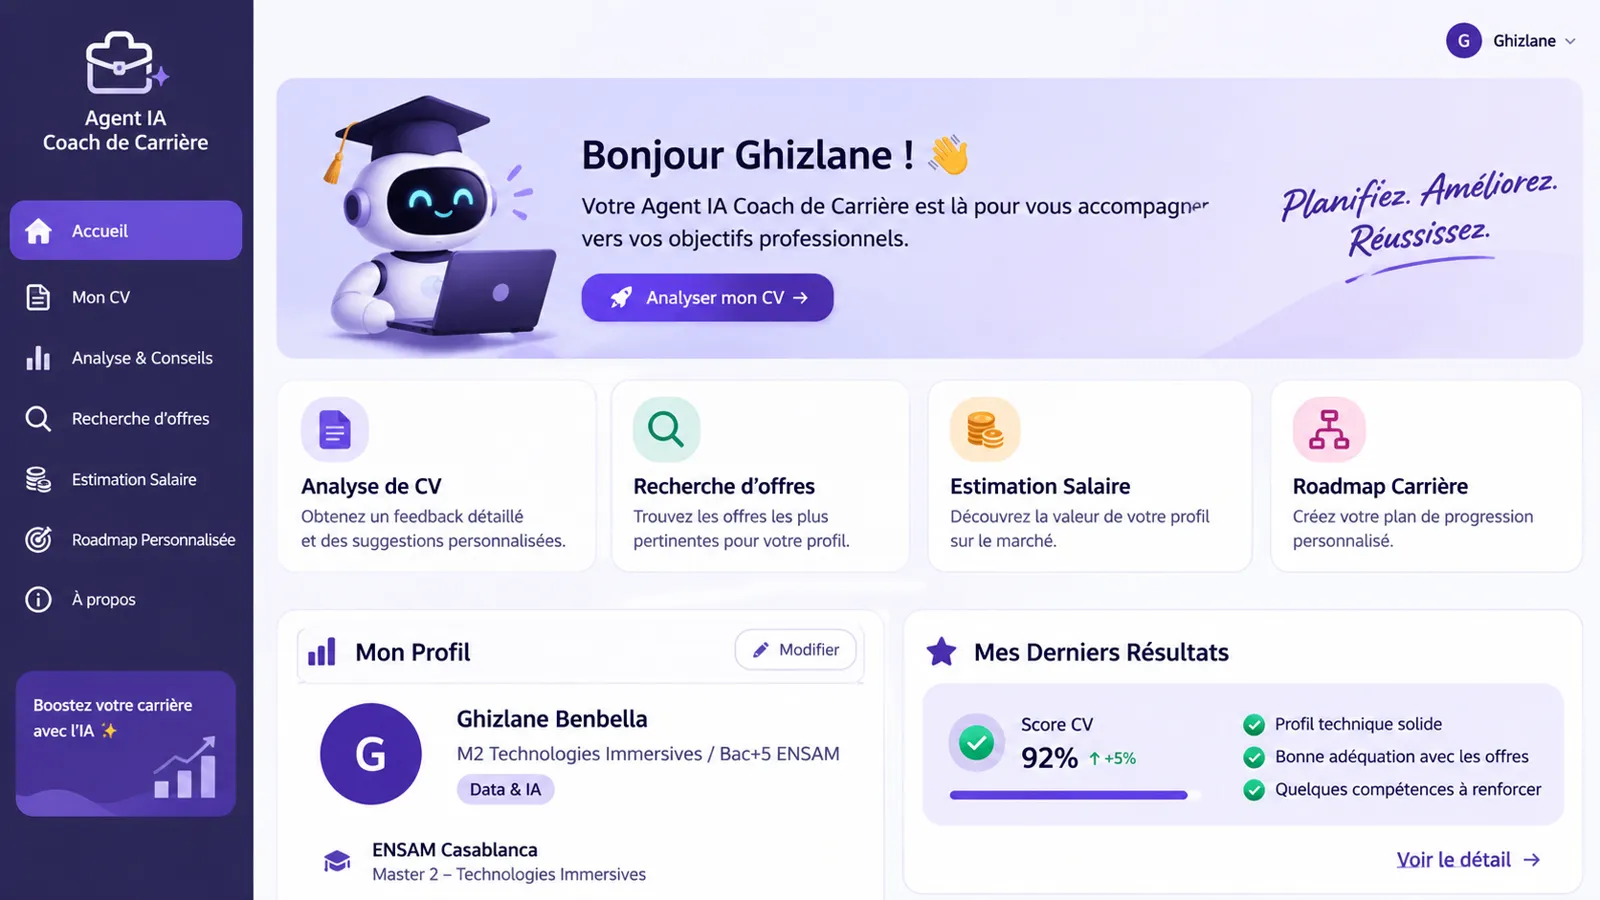 Agent IA
Coach de Carrière
Accueil
Mon CV
Analyse & Conseils
Recherche d’offres
Estimation Salaire
Roadmap Personnalisée
À propos
Boostez votre carrière
avec l’IA
G
Ghizlane
Bonjour Ghizlane !
Votre Agent IA Coach de Carrière est là pour vous accompagner
vers vos objectifs professionnels.
Analyser mon CV →
Planifiez. Améliorez.
Réussissez.
Analyse de CV
Obtenez un feedback détaillé
et des suggestions personnalisées.
Recherche d’offres
Trouvez les offres les plus
pertinentes pour votre profil.
Estimation Salaire
Découvrez la valeur de votre profil
sur le marché.
Roadmap Carrière
Créez votre plan de progression
personnalisé.
Mon Profil
Modifier
G
Ghizlane Benbella
M2 Technologies Immersives / Bac+5 ENSAM
Data & IA
ENSAM Casablanca
Master 2 – Technologies Immersives
Mes Derniers Résultats
Score CV
92% ↑ +5%
Profil technique solide
Bonne adéquation avec les offres
Quelques compétences à renforcer
Voir le détail →